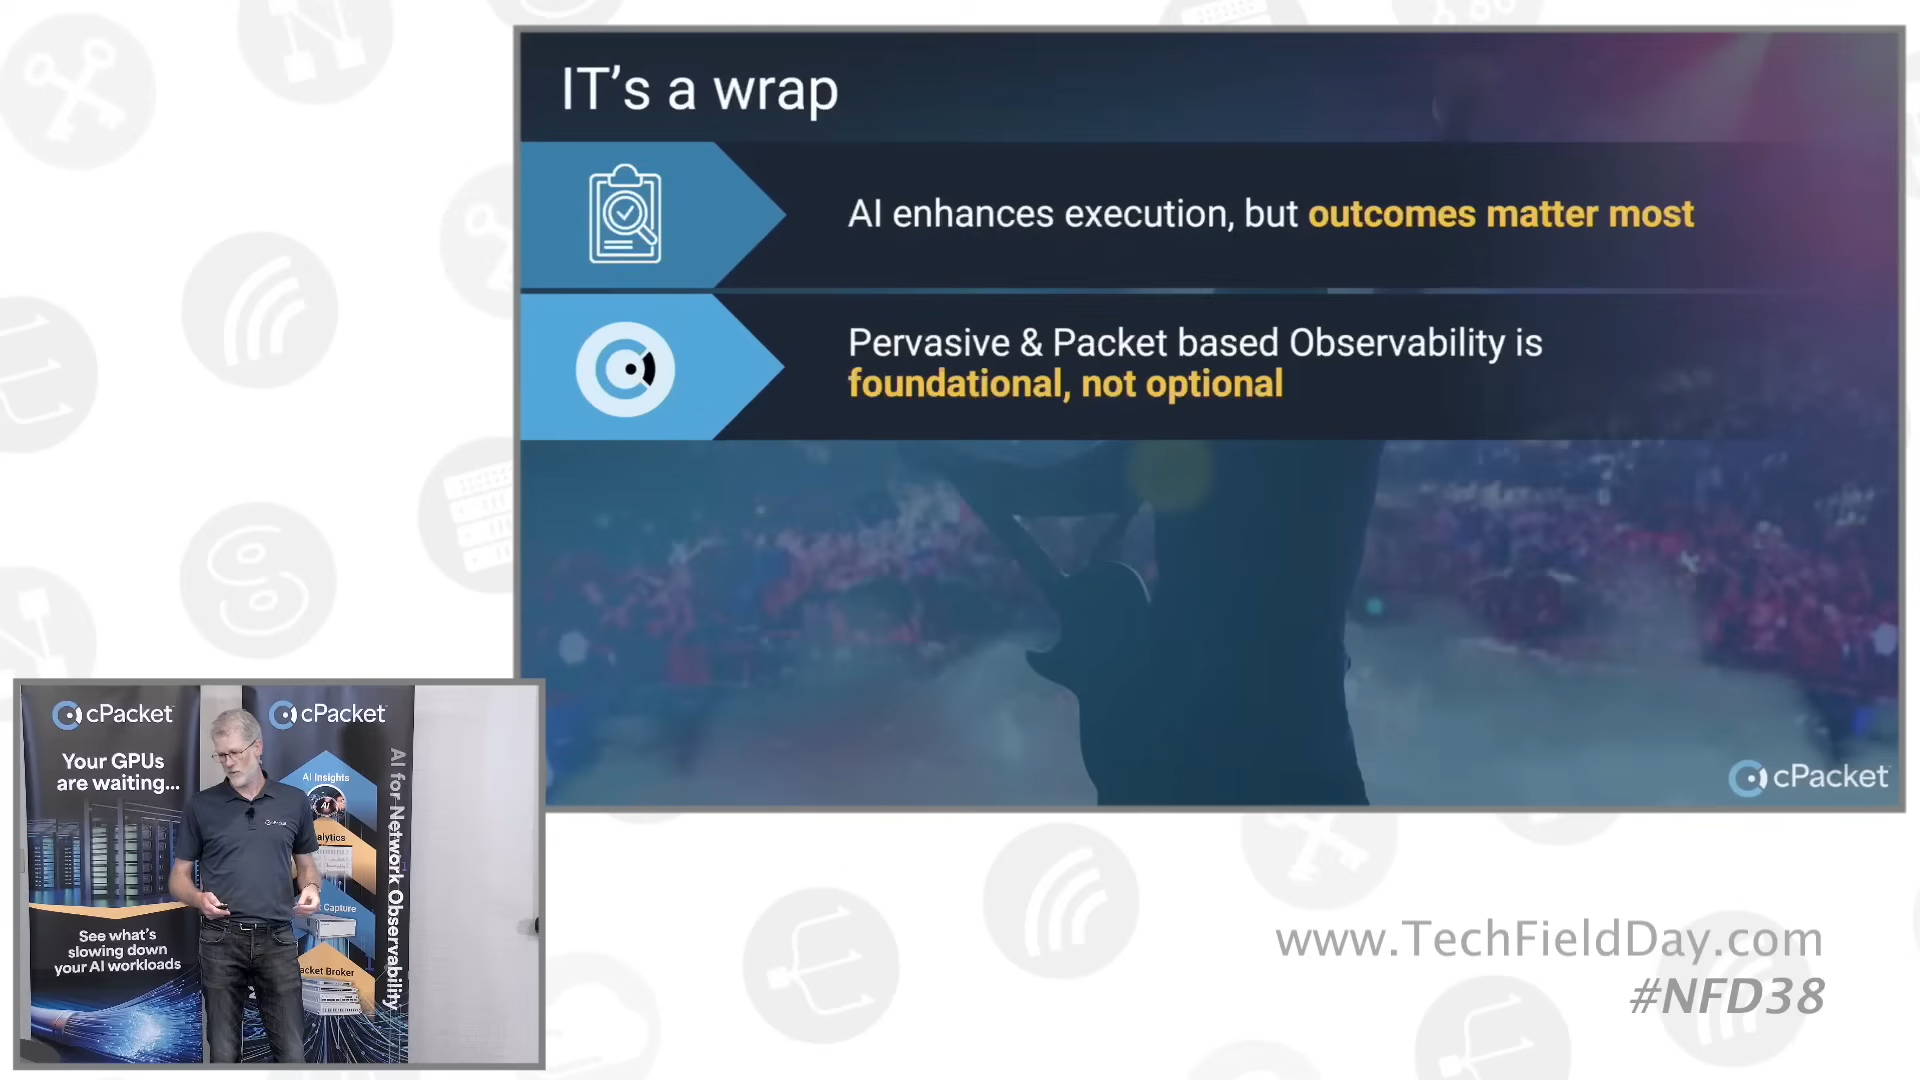 IT's a wrap
AI enhances execution, but outcomes matter most
Pervasive & Packet based Observability is
foundational, not optional
cPacket
cPacket
Your GPUs
are waiting...
See what's
slowing down
your AI workloads
cPacket
AI Insights
AI
alytics
Capture
acket Broker
AI for Network Observability
www.TechFieldDay.com
#NFD38